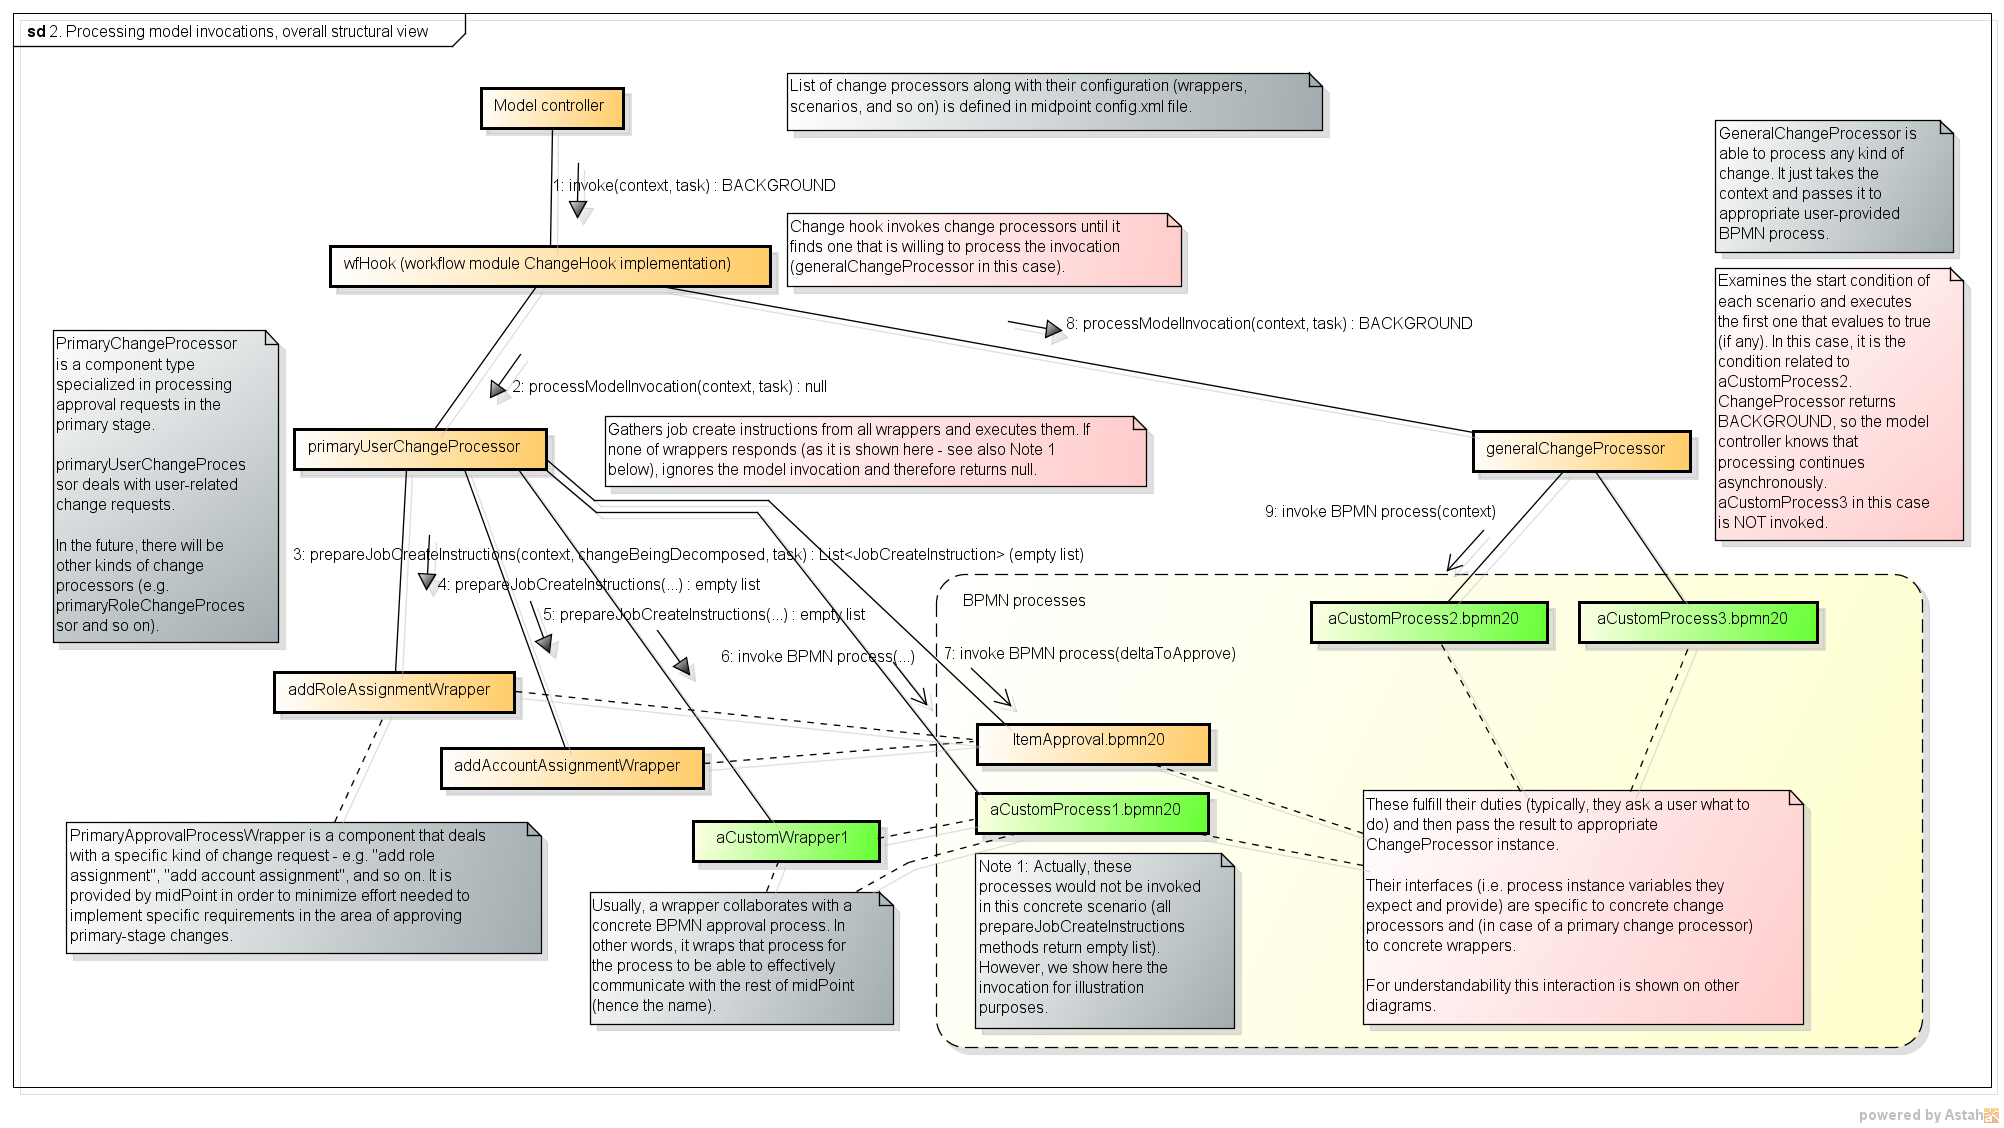 sd 2. Processing model invocations, overall structural view
Model controller
List of change processors along with their configuration (wrappers,
scenarios, and so on) is defined in midpoint config.xml file.
GeneralChangeProcessor is
able to process any kind of
change. It just takes the
context and passes it to
appropriate user-provided
BPMN process.
1: invoke(context, task) : BACKGROUND
Change hook invokes change processors until it
finds one that is willing to process the invocation
(generalChangeProcessor in this case).
wfHook (workflow module ChangeHook implementation)
Examines the start condition of
each scenario and executes
the first one that evalues to true
(if any). In this case, it is the
condition related to
aCustomProcess2.
ChangeProcessor returns
BACKGROUND, so the model
controller knows that
processing continues
asynchronously.
aCustomProcess3 in this case
is NOT invoked.
8: processModelInvocation(context, task) : BACKGROUND
PrimaryChangeProcessor
is a component type
specialized in processing
approval requests in the
primary stage.
primaryUserChangeProces
sor deals with user-related
change requests.
In the future, there will be
other kinds of change
processors (e.g.
primaryRoleChangeProces
sor and so on).
2: processModelInvocation(context, task) : null
Gathers job create instructions from all wrappers and executes them. If
none of wrappers responds (as it is shown here - see also Note 1
below), ignores the model invocation and therefore returns null.
primaryUserChangeProcessor
generalChangeProcessor
9: invoke BPMN process(context)
3: prepareJobCreateInstructions(context, changeBeingDecomposed, task) : List<JobCreateInstruction> (empty list)
4: prepareJobCreateInstructions(...) : empty list
5: prepareJobCreateInstructions(...) : empty list
BPMN processes
aCustomProcess2.bpmn20
aCustomProcess3.bpmn20
6: invoke BPMN process(...)
7: invoke BPMN process(deltaToApprove)
addRoleAssignmentWrapper
ItemApproval.bpmn20
addAccountAssignmentWrapper
aCustomProcess1.bpmn20
aCustomWrapper1
These fulfill their duties (typically, they ask a user what to
do) and then pass the result to appropriate
ChangeProcessor instance.
Their interfaces (i.e. process instance variables they
expect and provide) are specific to concrete change
processors and (in case of a primary change processor)
to concrete wrappers.
For understandability this interaction is shown on other
diagrams.
PrimaryApprovalProcessWrapper is a component that deals
with a specific kind of change request - e.g. "add role
assignment", "add account assignment", and so on. It is
provided by midPoint in order to minimize effort needed to
implement specific requirements in the area of approving
primary-stage changes.
Usually, a wrapper collaborates with a
concrete BPMN approval process. In
other words, it wraps that process for
the process to be able to effectively
communicate with the rest of midPoint
(hence the name).
Note 1: Actually, these
processes would not be invoked
in this concrete scenario (all
prepareJobCreateInstructions
methods return empty list).
However, we show here the
invocation for illustration
purposes.
powered by Astah